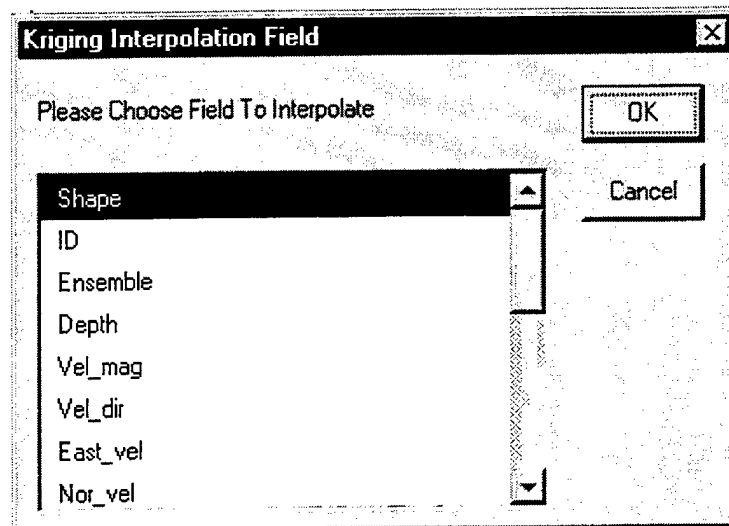 Kriging Interpolation Field
Please Choose Field To Interpolate
OK
Cancel
Shape
ID
Ensemble
Depth
Vel_mag
Vel_dir
East_vel
Nor_vel